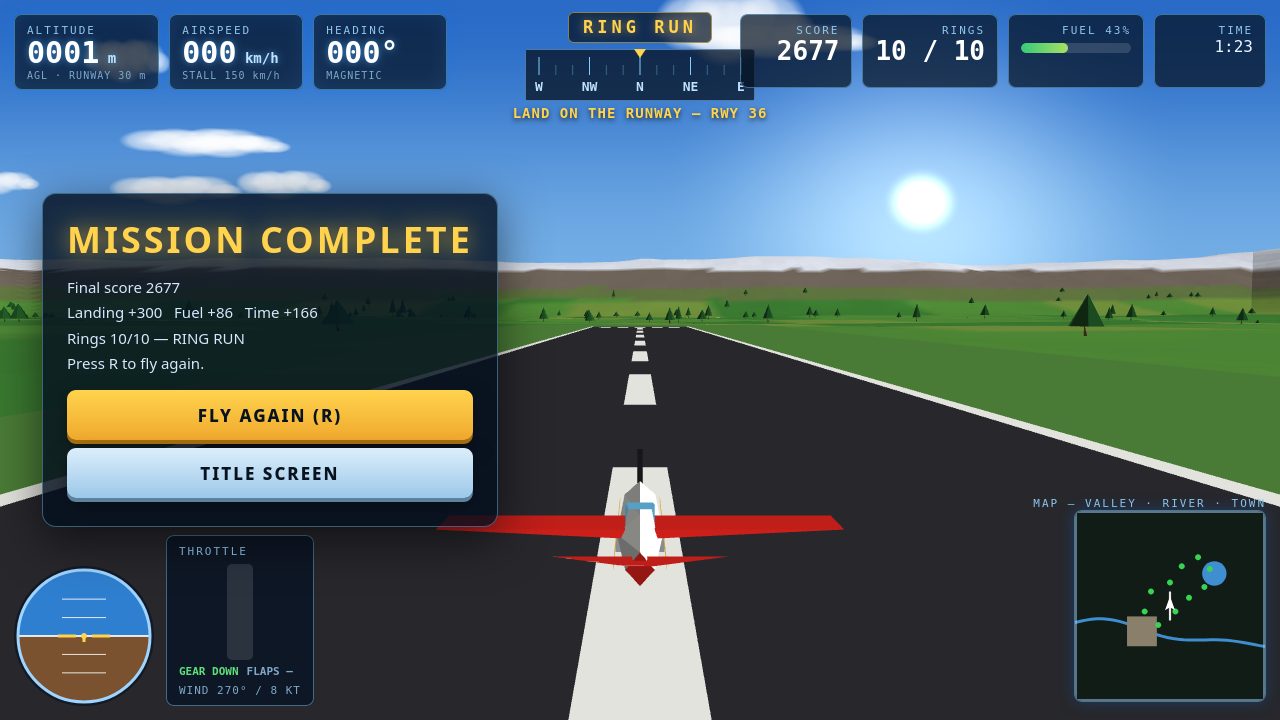 ALTITUDE
0001 m
AGL · RUNWAY 30 m
AIRSPEED
000 km/h
STALL 150 km/h
HEADING
000°
MAGNETIC
RING RUN
W NW N NE E
LAND ON THE RUNWAY — RWY 36
SCORE
2677
RINGS
10 / 10
FUEL 43%
TIME
1:23
MISSION COMPLETE
Final score 2677
Landing +300 Fuel +86 Time +166
Rings 10/10 — RING RUN
Press R to fly again.
FLY AGAIN (R)
TITLE SCREEN
THROTTLE
GEAR DOWN FLAPS —
WIND 270° / 8 KT
MAP — VALLEY · RIVER · TOWN